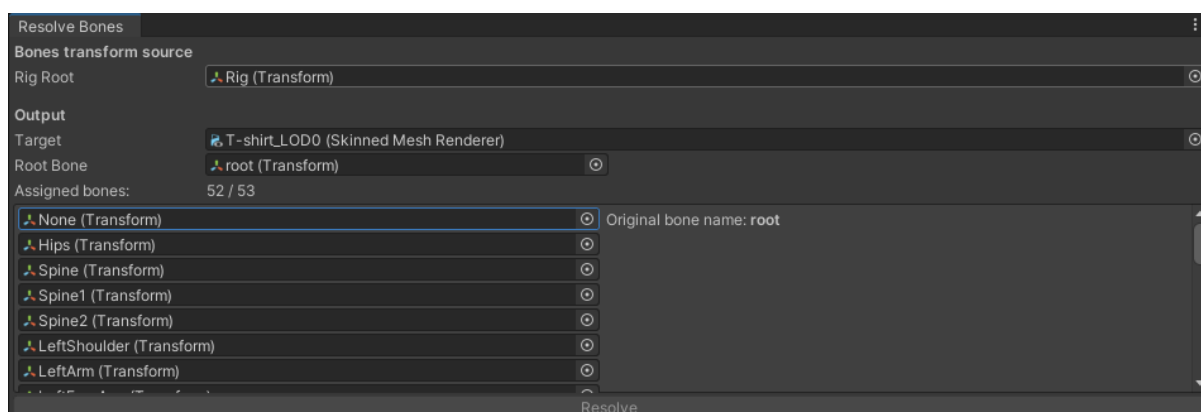 Resolve Bones
Bones transform source
Rig Root Rig (Transform)
Output
Target T-shirt_LOD0 (Skinned Mesh Renderer)
Root Bone root (Transform)
Assigned bones: 52 / 53
None (Transform) Original bone name: root
Hips (Transform)
Spine (Transform)
Spine1 (Transform)
Spine2 (Transform)
LeftShoulder (Transform)
LeftArm (Transform)
Resolve